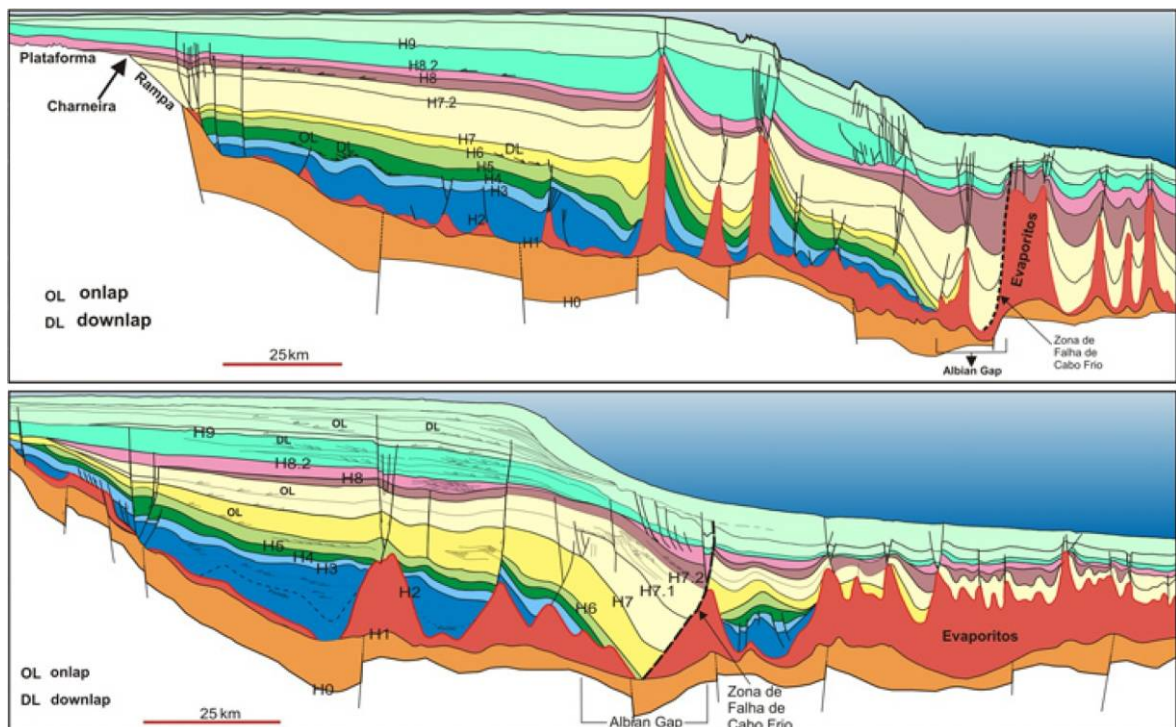 H9
Plataforma
H8.2
H8
Rampa
Charneira
H7.2
OL
DL
H7
DL
H6
H5
H4
H3
H2
H1
H0
Evaporitos
OL onlap
DL downlap
25km
Zona de
Falha de
Cabo Frio
Albian Gap
OL
DL
H9
DL
H8.2
H8
OL
OL
H5
H4
H3
H2
H1
H0
H6
H7
H7.1
H7.2
Evaporitos
OL onlap
DL downlap
25 km
Albian Gap
Zona de
Falha de
Cabo Frio